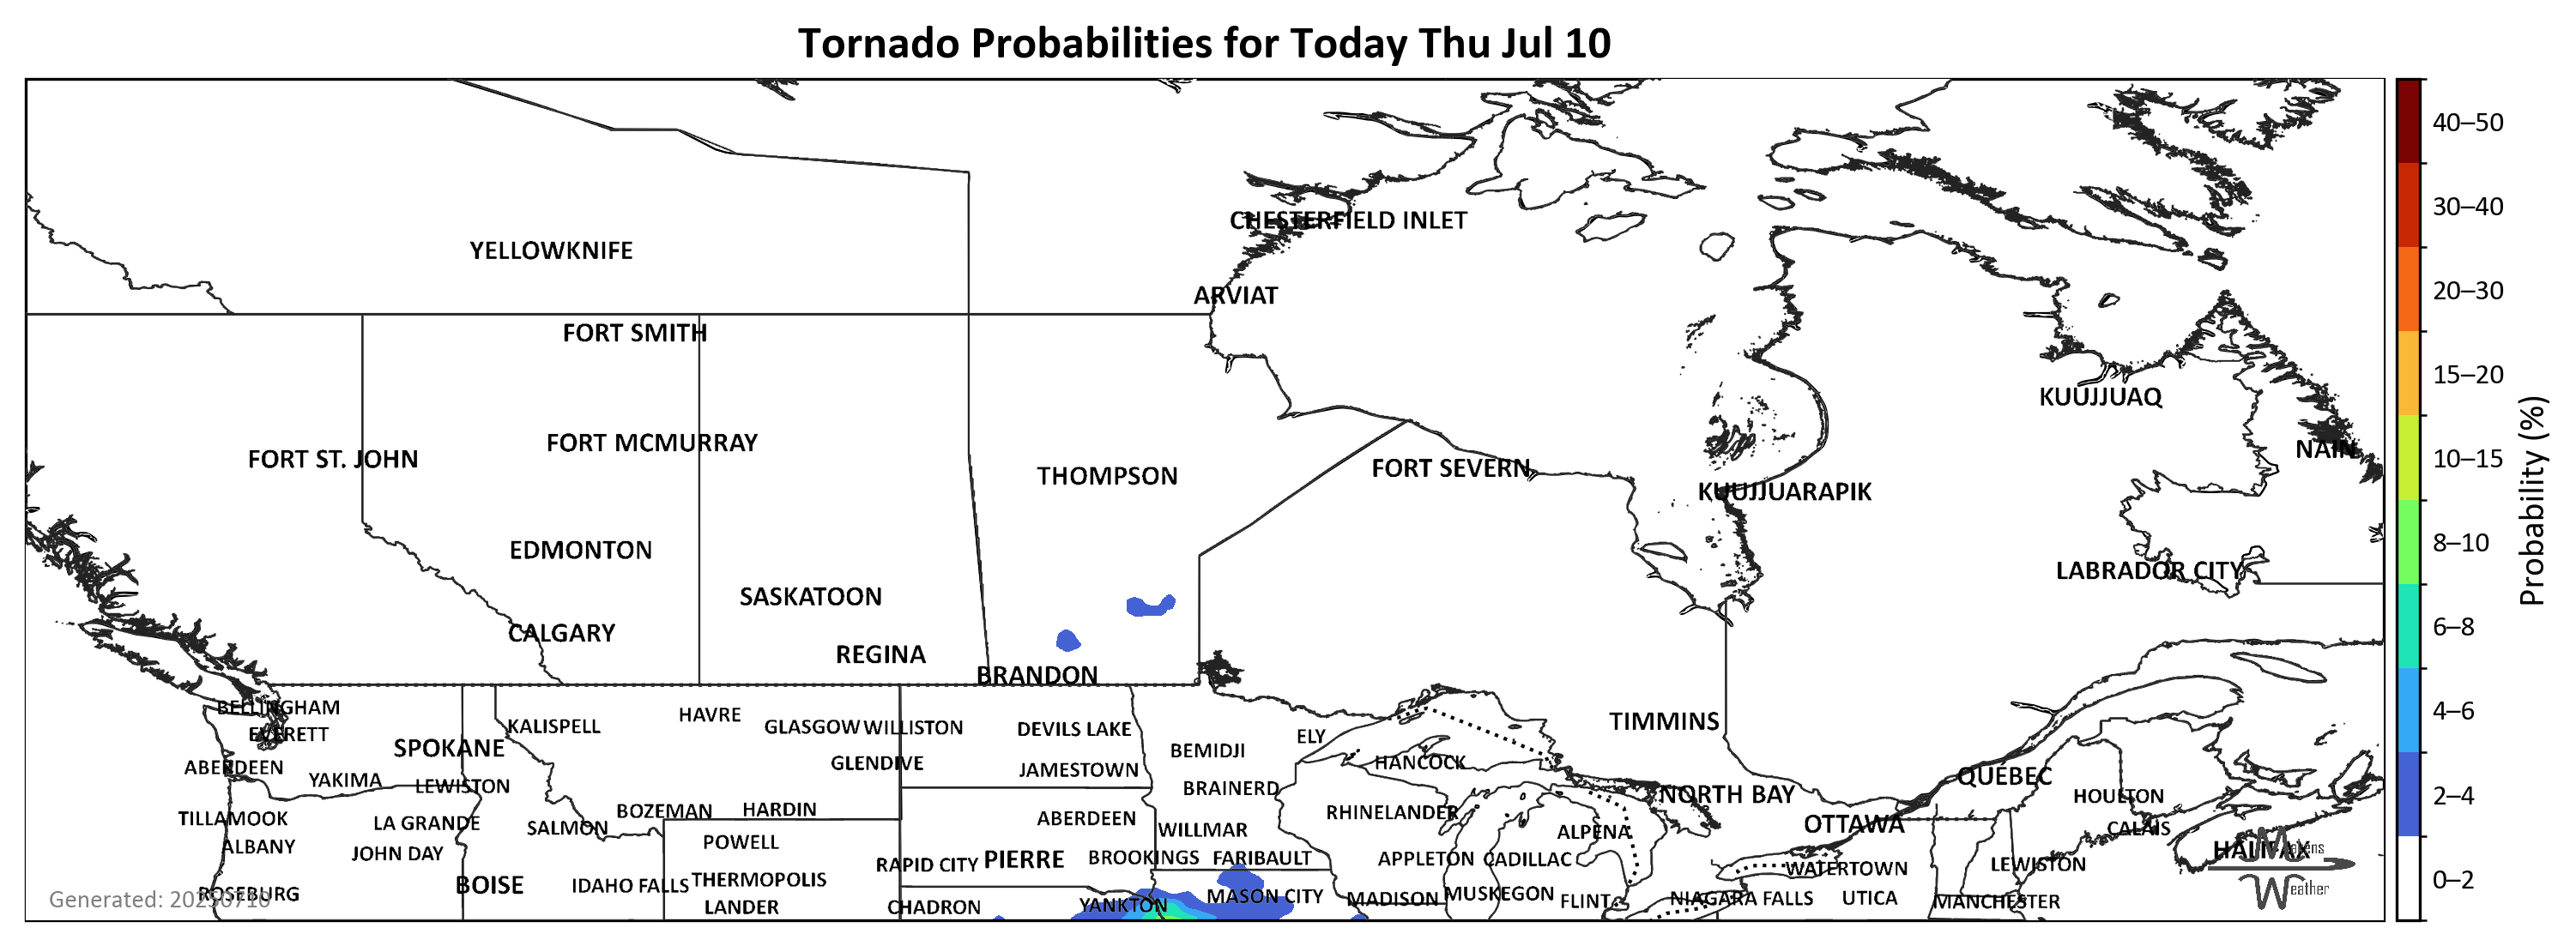 Tornado Probabilities for Today Thu Jul 10
40–50
30–40
CHESTERFIELD INLET
YELLOWKNIFE
20–30
ARVIAT
FORT SMITH
15–20
KUUJJUAQ
FORT MCMURRAY
NAIN
10–15
FORT ST. JOHN
FORT SEVERN
THOMPSON
KUUJJUARAPIK
Probability (%)
EDMONTON
8–10
LABRADOR CITY
SASKATOON
CALGARY
6–8
REGINA
BRANDON
BELLINGHAM
HAVRE
4–6
KALISPELL
GLASGOW
WILLISTON
DEVILS LAKE
TIMMINS
EVERETT
ELY
SPOKANE
BEMIDJI
ABERDEEN
GLENDIVE
JAMESTOWN
HANCOCK
YAKIMA
LEWISTON
BRAINERD
NORTH BAY
QUÉBEC
HOULTON
2–4
BOZEMAN
HARDIN
RHINELANDER
TILLAMOOK
LA GRANDE
SALMON
ABERDEEN
WILLMAR
ALPENA
OTTAWA
CALAIS
ALBANY
JOHN DAY
POWELL
RAPID CITY
PIERRE
BROOKINGS
FARIBAULT
APPLETON
CADILLAC
WATERTOWN
LEWISTON
HALIFAX
0–2
BOISE
IDAHO FALLS
THERMOPOLIS
ROSEBURG
Generated: 20250710
LANDER
CHADRON
YANKTON
MASON CITY
MADISON
MUSKEGON
FLINT
NIAGARA FALLS
UTICA
MANCHESTER
Weather